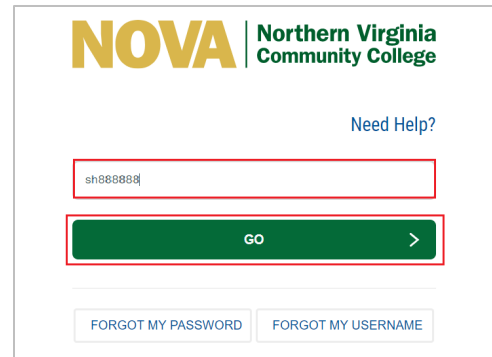 NOVA
Northern Virginia
Community College
Need Help?
sh888888
GO
FORGOT MY PASSWORD
FORGOT MY USERNAME